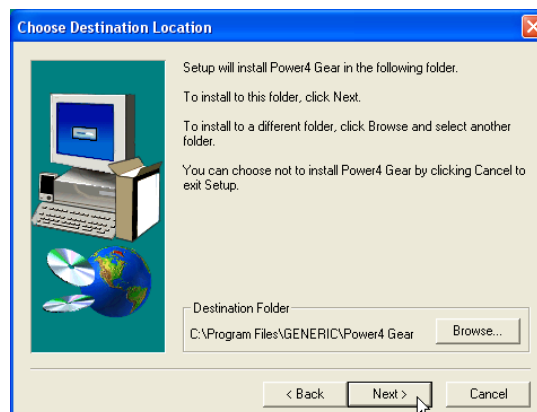 Choose Destination Location
Setup will install Power4 Gear in the following folder.
To install to this folder, click Next.
To install to a different folder, click Browse and select another
folder.
You can choose not to install Power4 Gear by clicking Cancel to
exit Setup.
Destination Folder
C:\Program Files\GENERIC\Power4 Gear
Browse...
< Back
Next >
Cancel